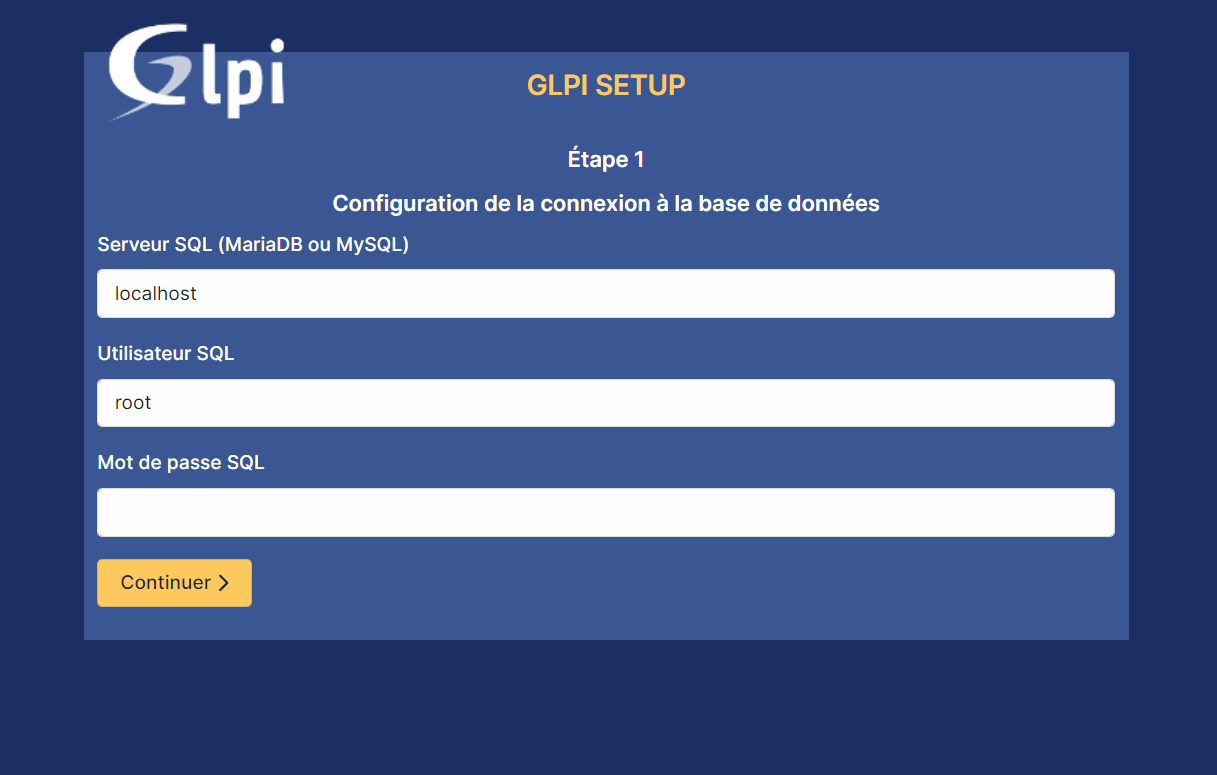 Glpi
GLPI SETUP
Étape 1
Configuration de la connexion à la base de données
Serveur SQL (MariaDB ou MySQL)
localhost
Utilisateur SQL
root
Mot de passe SQL
Continuer